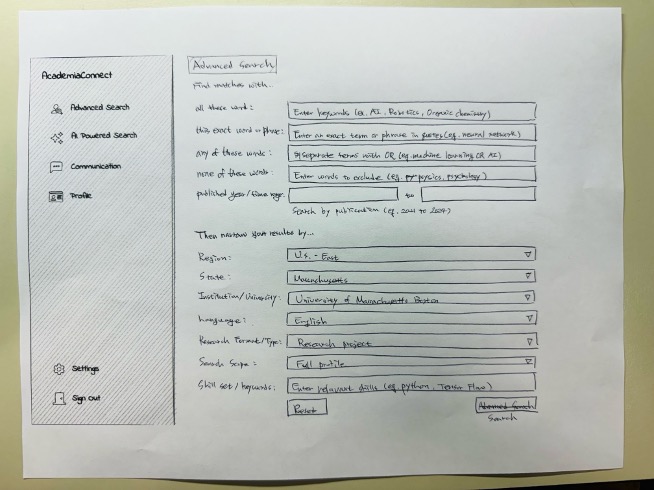 AcademiaConnect
Advanced Search
AI Powered Search
Communication
Profile
Settings
Sign Out
Advanced Search
Find matches with...
all these word:
Enter keywords (e.g. AI, Robotics, Organic chemistry)
this exact word or phrase:
Enter an exact term or phrase in quotes (e.g. neural network)
any of these words:
separate terms with OR (e.g. machine learning OR AI)
none of these words:
Enter words to exclude (e.g. pysics, psychology)
published year/time range:
to
Search by publication (e.g. 2021 to 2024)
Then narrow your results by...
Region:
U.S. - East
State:
Massachusetts
Institution/University:
University of Massachusetts Boston
Language:
English
Research Format/Type:
Research project
Search Scope:
Full profile
Skill set / keywords:
Enter relevant skills (e.g. python, Tensor Flow)
Reset
Advanced Search
Search